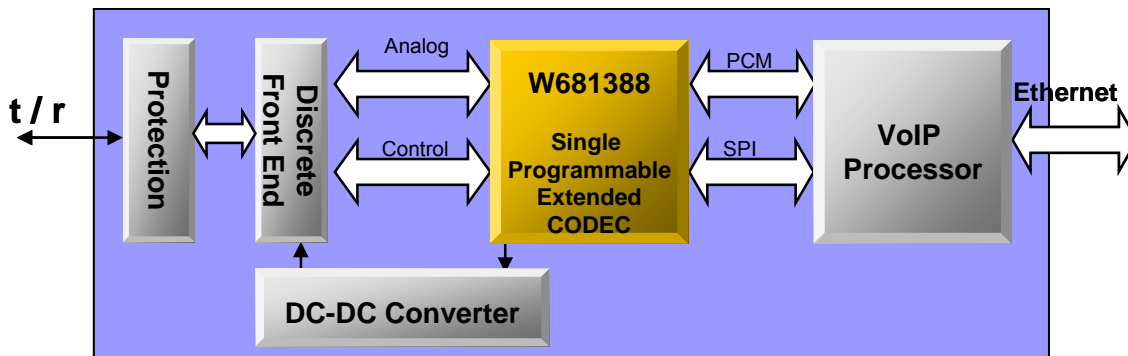 t / r
Protection
Discrete
Front End
Analog
Control
W681388
Single
Programmable
Extended
CODEC
PCM
SPI
VoIP
Processor
Ethernet
DC-DC Converter